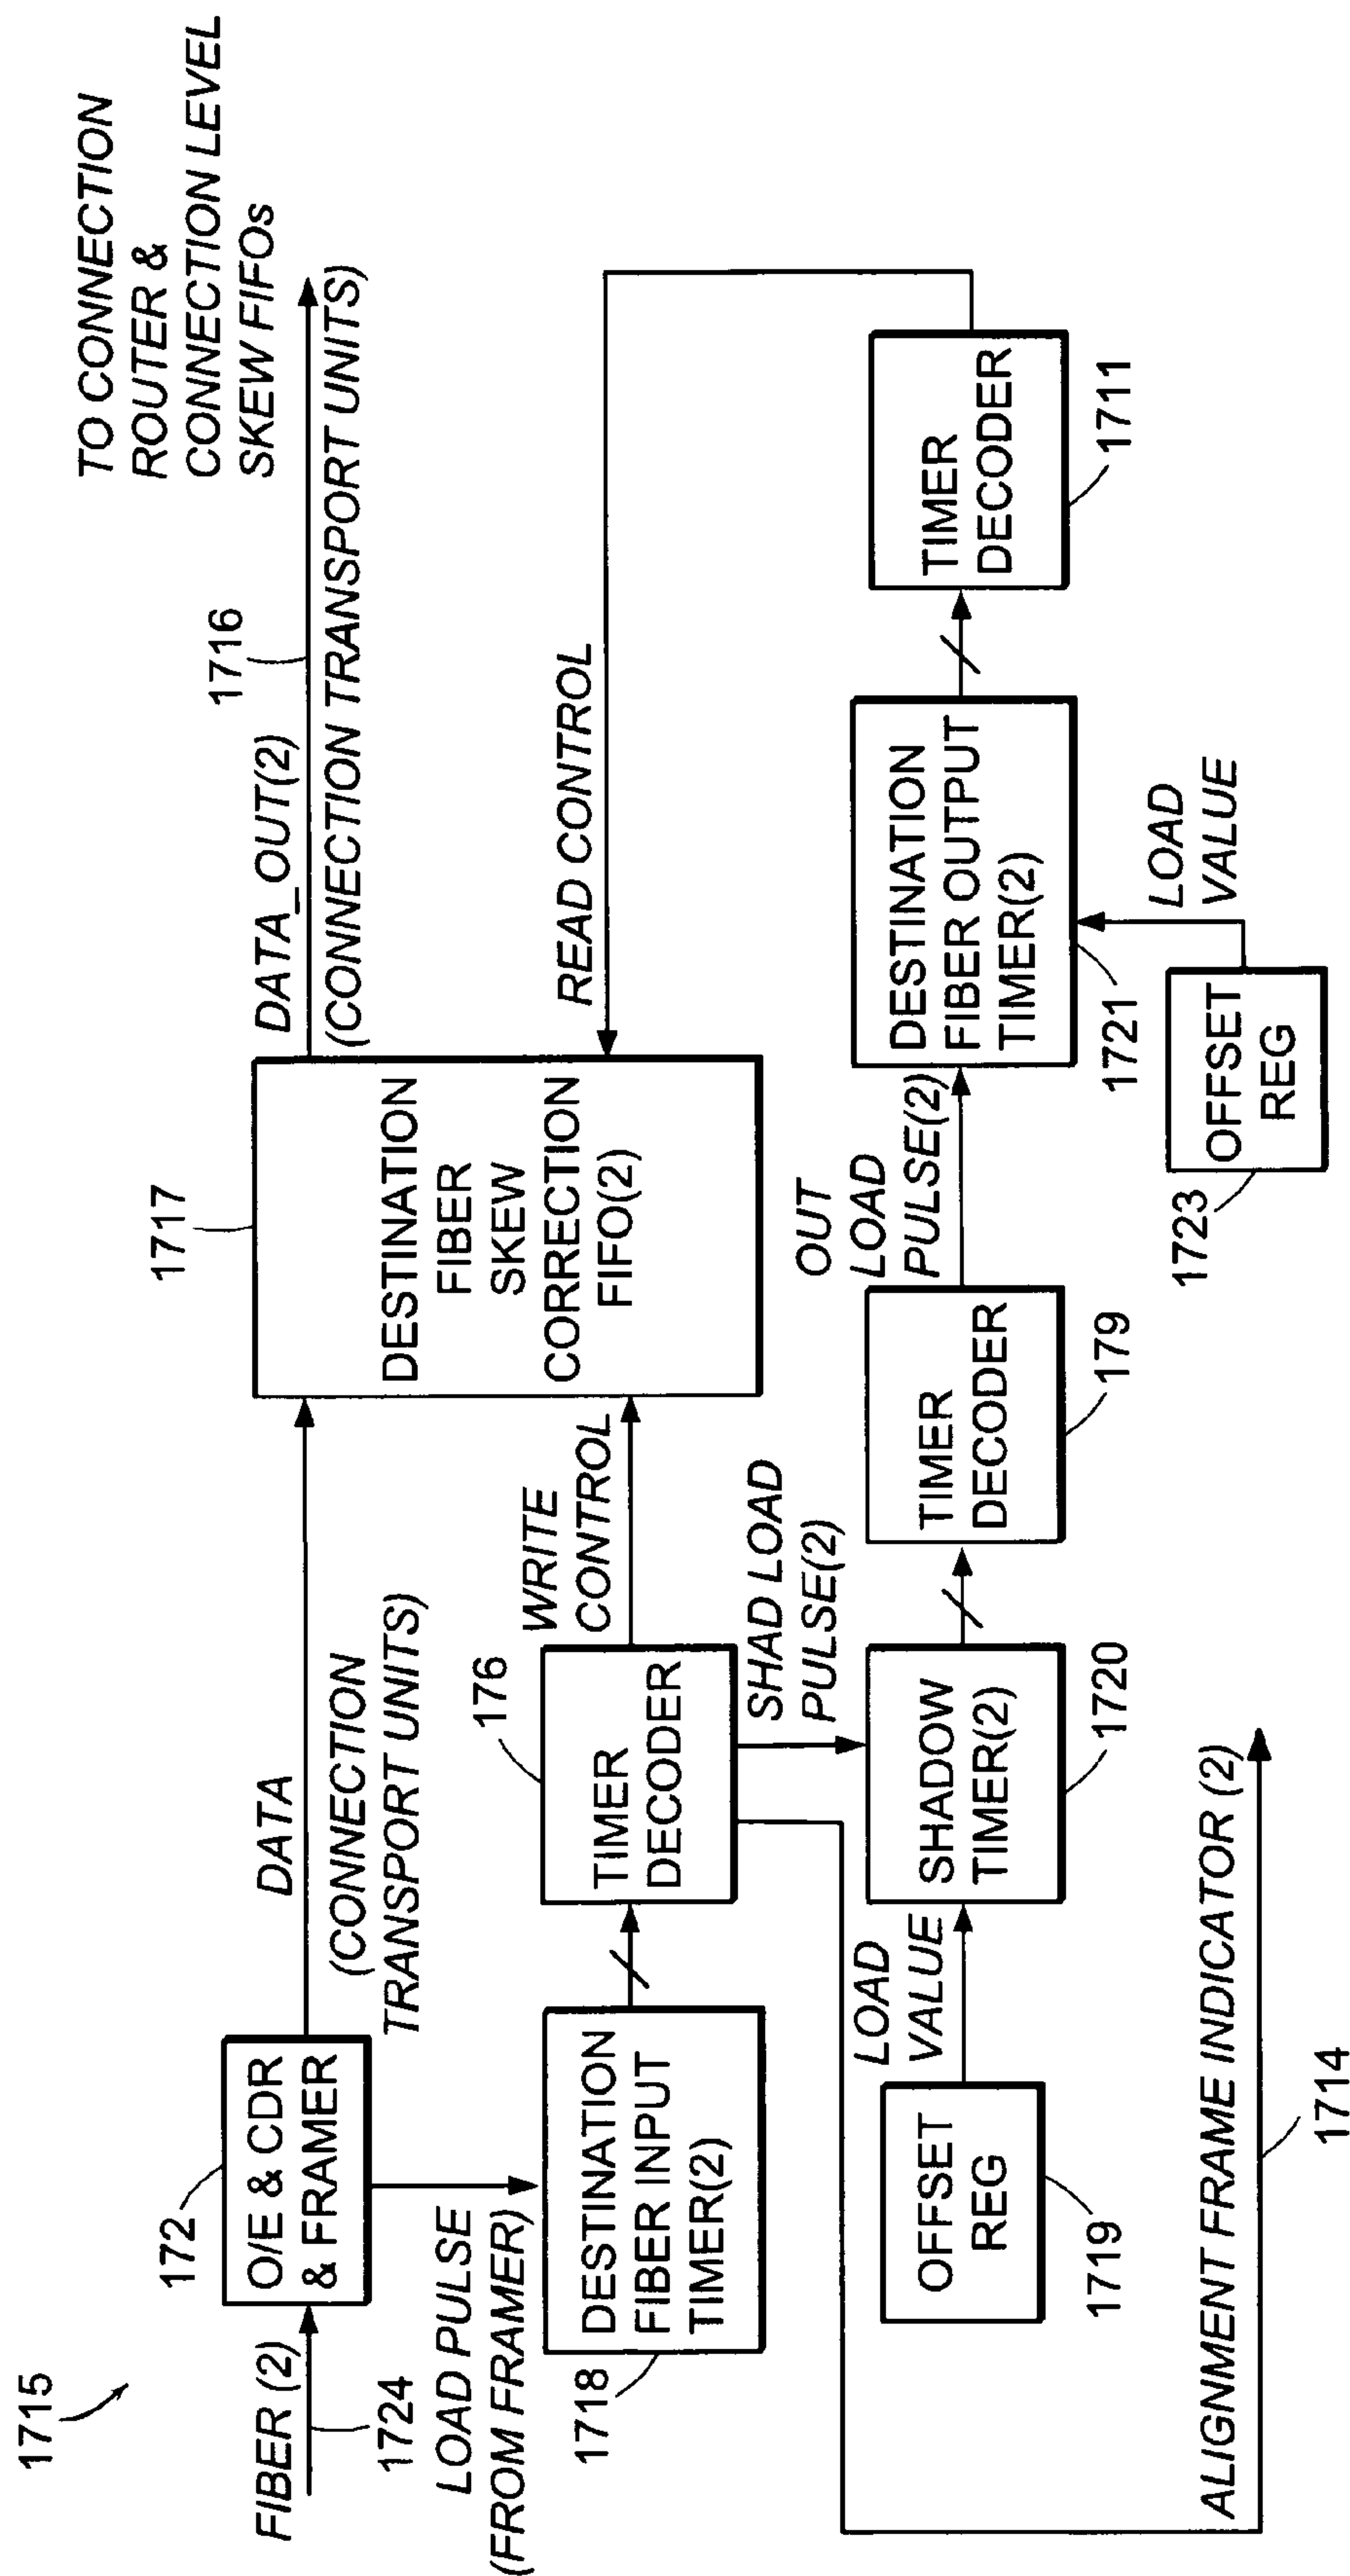 1715
FIBER (2)
1724
172
O/E & CDR
& FRAMER
DATA
(CONNECTION
TRANSPORT UNITS)
1717
DESTINATION
FIBER
SKEW
CORRECTION
FIFO(2)
DATA_OUT(2)
1716
(CONNECTION TRANSPORT UNITS)
TO CONNECTION
ROUTER &
CONNECTION LEVEL
SKEW FIFOs
LOAD PULSE
(FROM FRAMER)
1718
DESTINATION
FIBER INPUT
TIMER(2)
176
TIMER
DECODER
WRITE
CONTROL
READ CONTROL
SHAD LOAD
PULSE(2)
OFFSET
REG
1719
LOAD
VALUE
SHADOW
TIMER(2)
1720
TIMER
DECODER
179
OUT
LOAD
PULSE(2)
DESTINATION
FIBER OUTPUT
TIMER(2)
1721
LOAD
VALUE
OFFSET
REG
1723
TIMER
DECODER
1711
ALIGNMENT FRAME INDICATOR (2)
1714